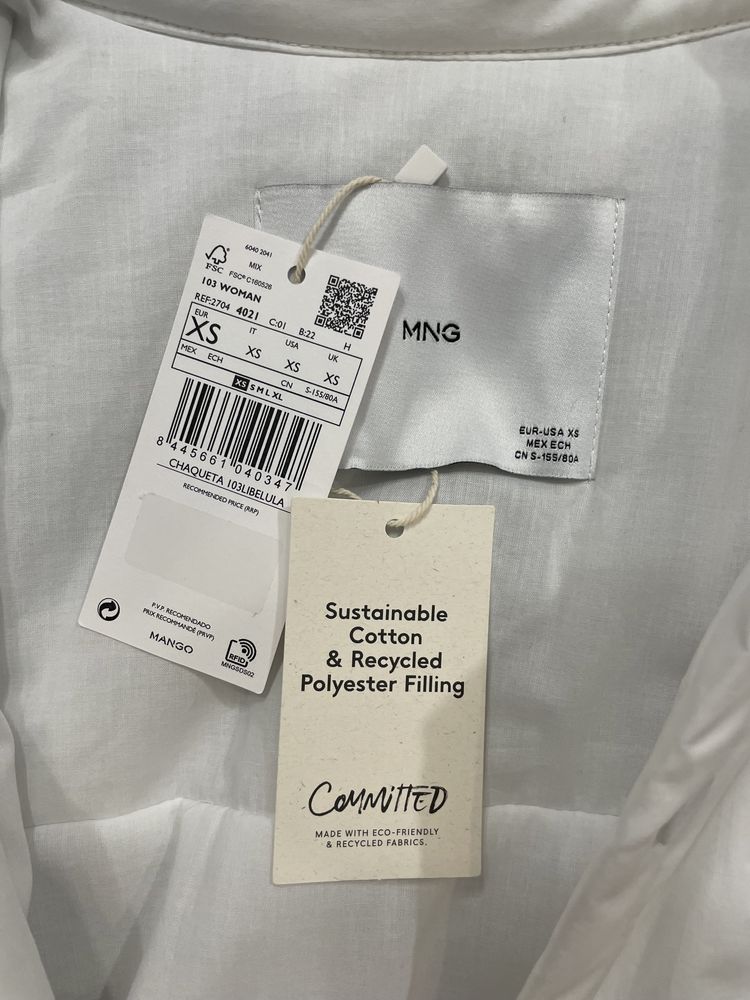 6040 2041
MIX
FSC
FSC® C160526
103 WOMAN
REF:2704 4021 C:01 B:22 H
EUR IT USA UK
XS XS XS XS
MEX ECH XS S M L XL CN S-155/80A
8 445661 040347
CHAQUETA 103LIBELULA
RECOMMENDED PRICE (RRP)
P.V.P. RECOMENDADO
PRIX RECOMMANDÉ (PRVP)
MANGO
RFID
MNGSDS02
MNG
EUR-USA XS
MEX ECH
CN S-155/80A
Sustainable
Cotton
& Recycled
Polyester Filling
COMMITTED
MADE WITH ECO-FRIENDLY
& RECYCLED FABRICS.